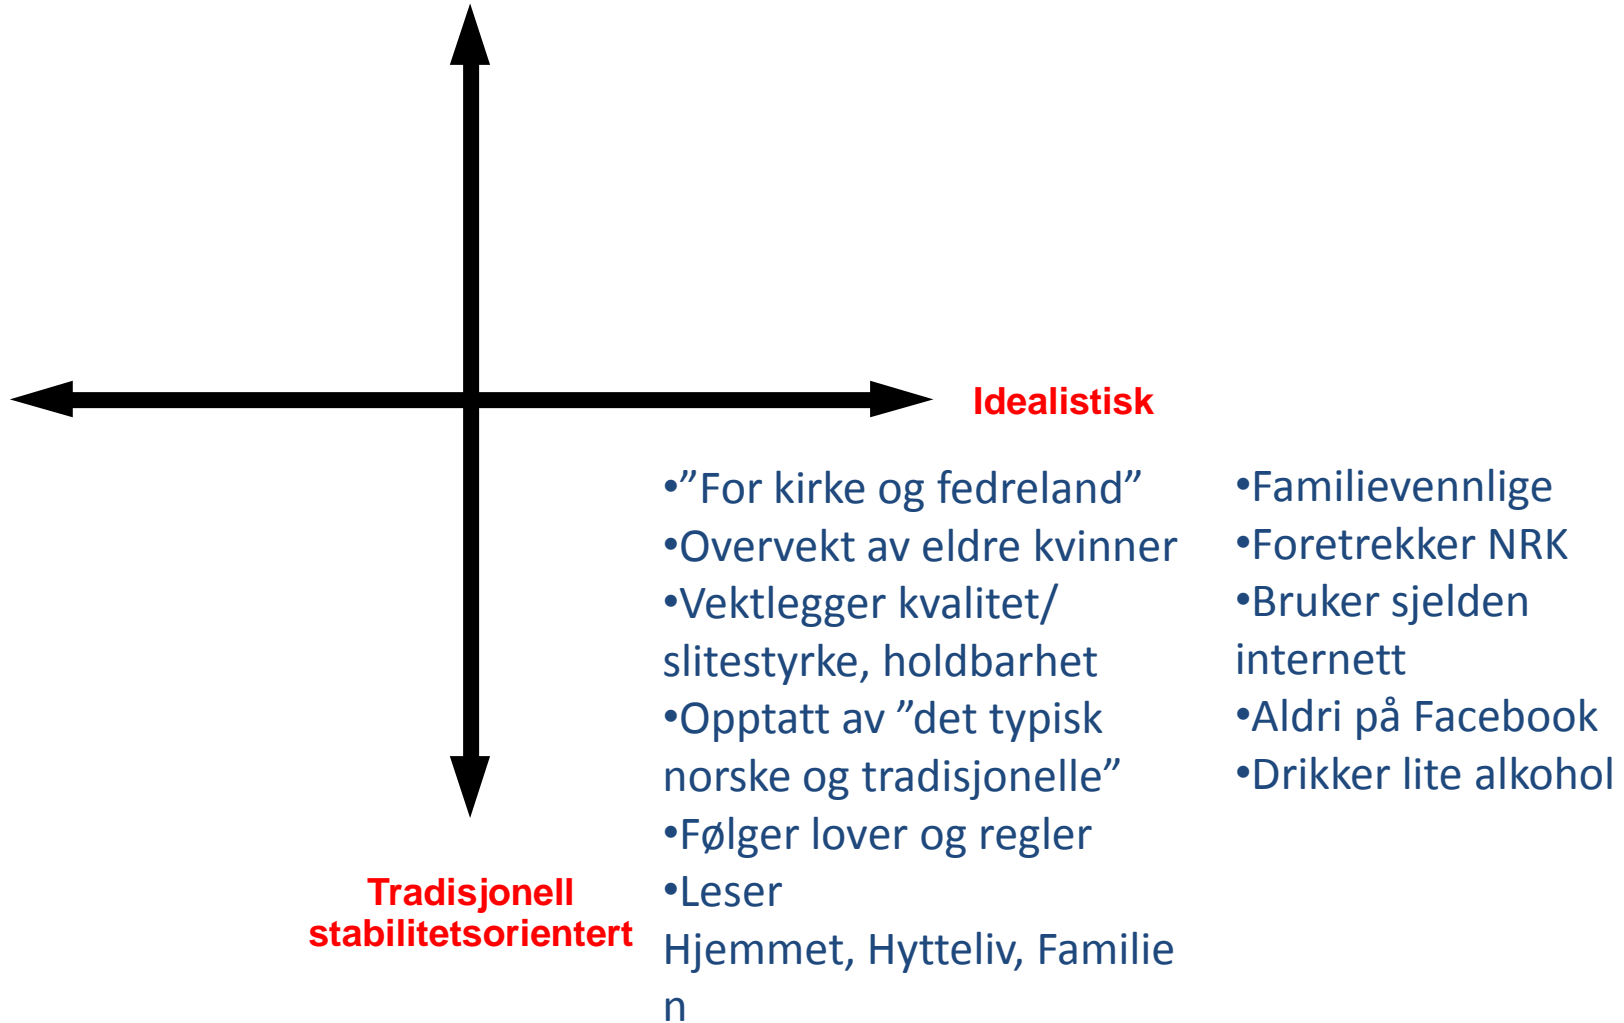 Idealistisk
•”For kirke og fedreland”
•Overvekt av eldre kvinner
•Vektlegger kvalitet/
slitestyrke, holdbarhet
•Opptatt av ”det typisk
norske og tradisjonelle”
•Følger lover og regler
•Leser
Hjemmet, Hytteliv, Familie
n
•Familievennlige
•Foretrekker NRK
•Bruker sjelden
internett
•Aldri på Facebook
•Drikker lite alkohol
Tradisjonell
stabilitetsorientert